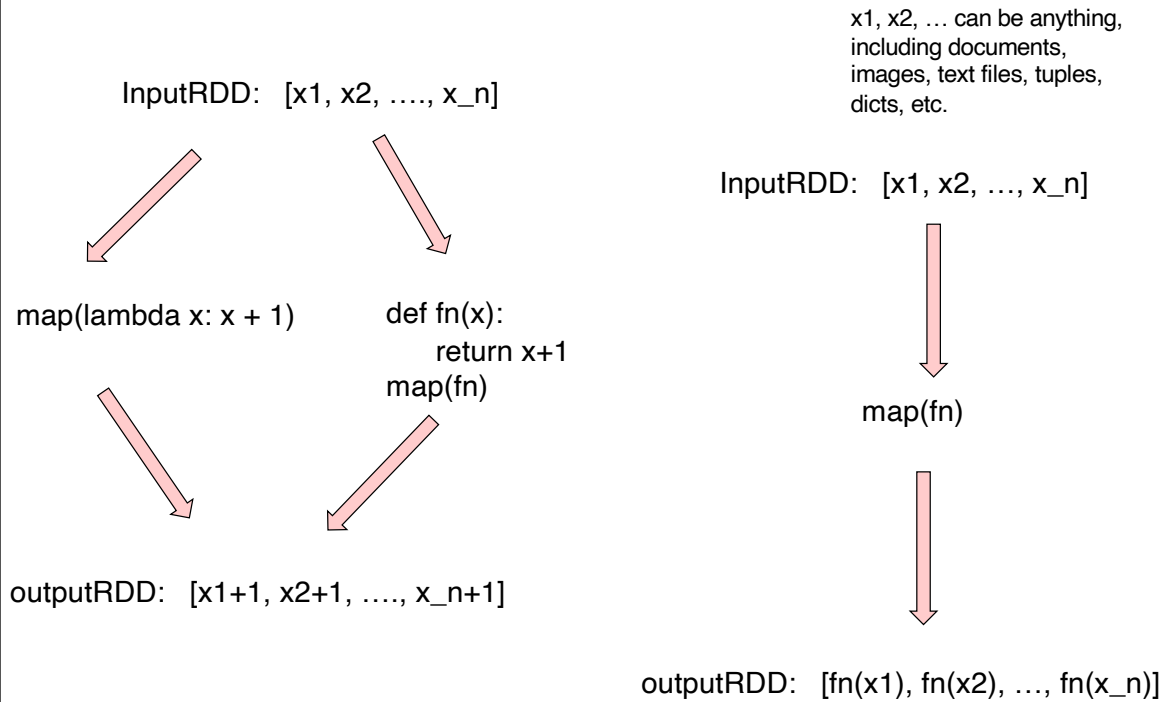 InputRDD: [x1, x2, …., x_n]
map(lambda x: x + 1)
def fn(x):
return x+1
map(fn)
outputRDD: [x1+1, x2+1, …., x_n+1]
x1, x2, … can be anything,
including documents,
images, text files, tuples,
dicts, etc.
InputRDD: [x1, x2, …, x_n]
map(fn)
outputRDD: [fn(x1), fn(x2), …, fn(x_n)]